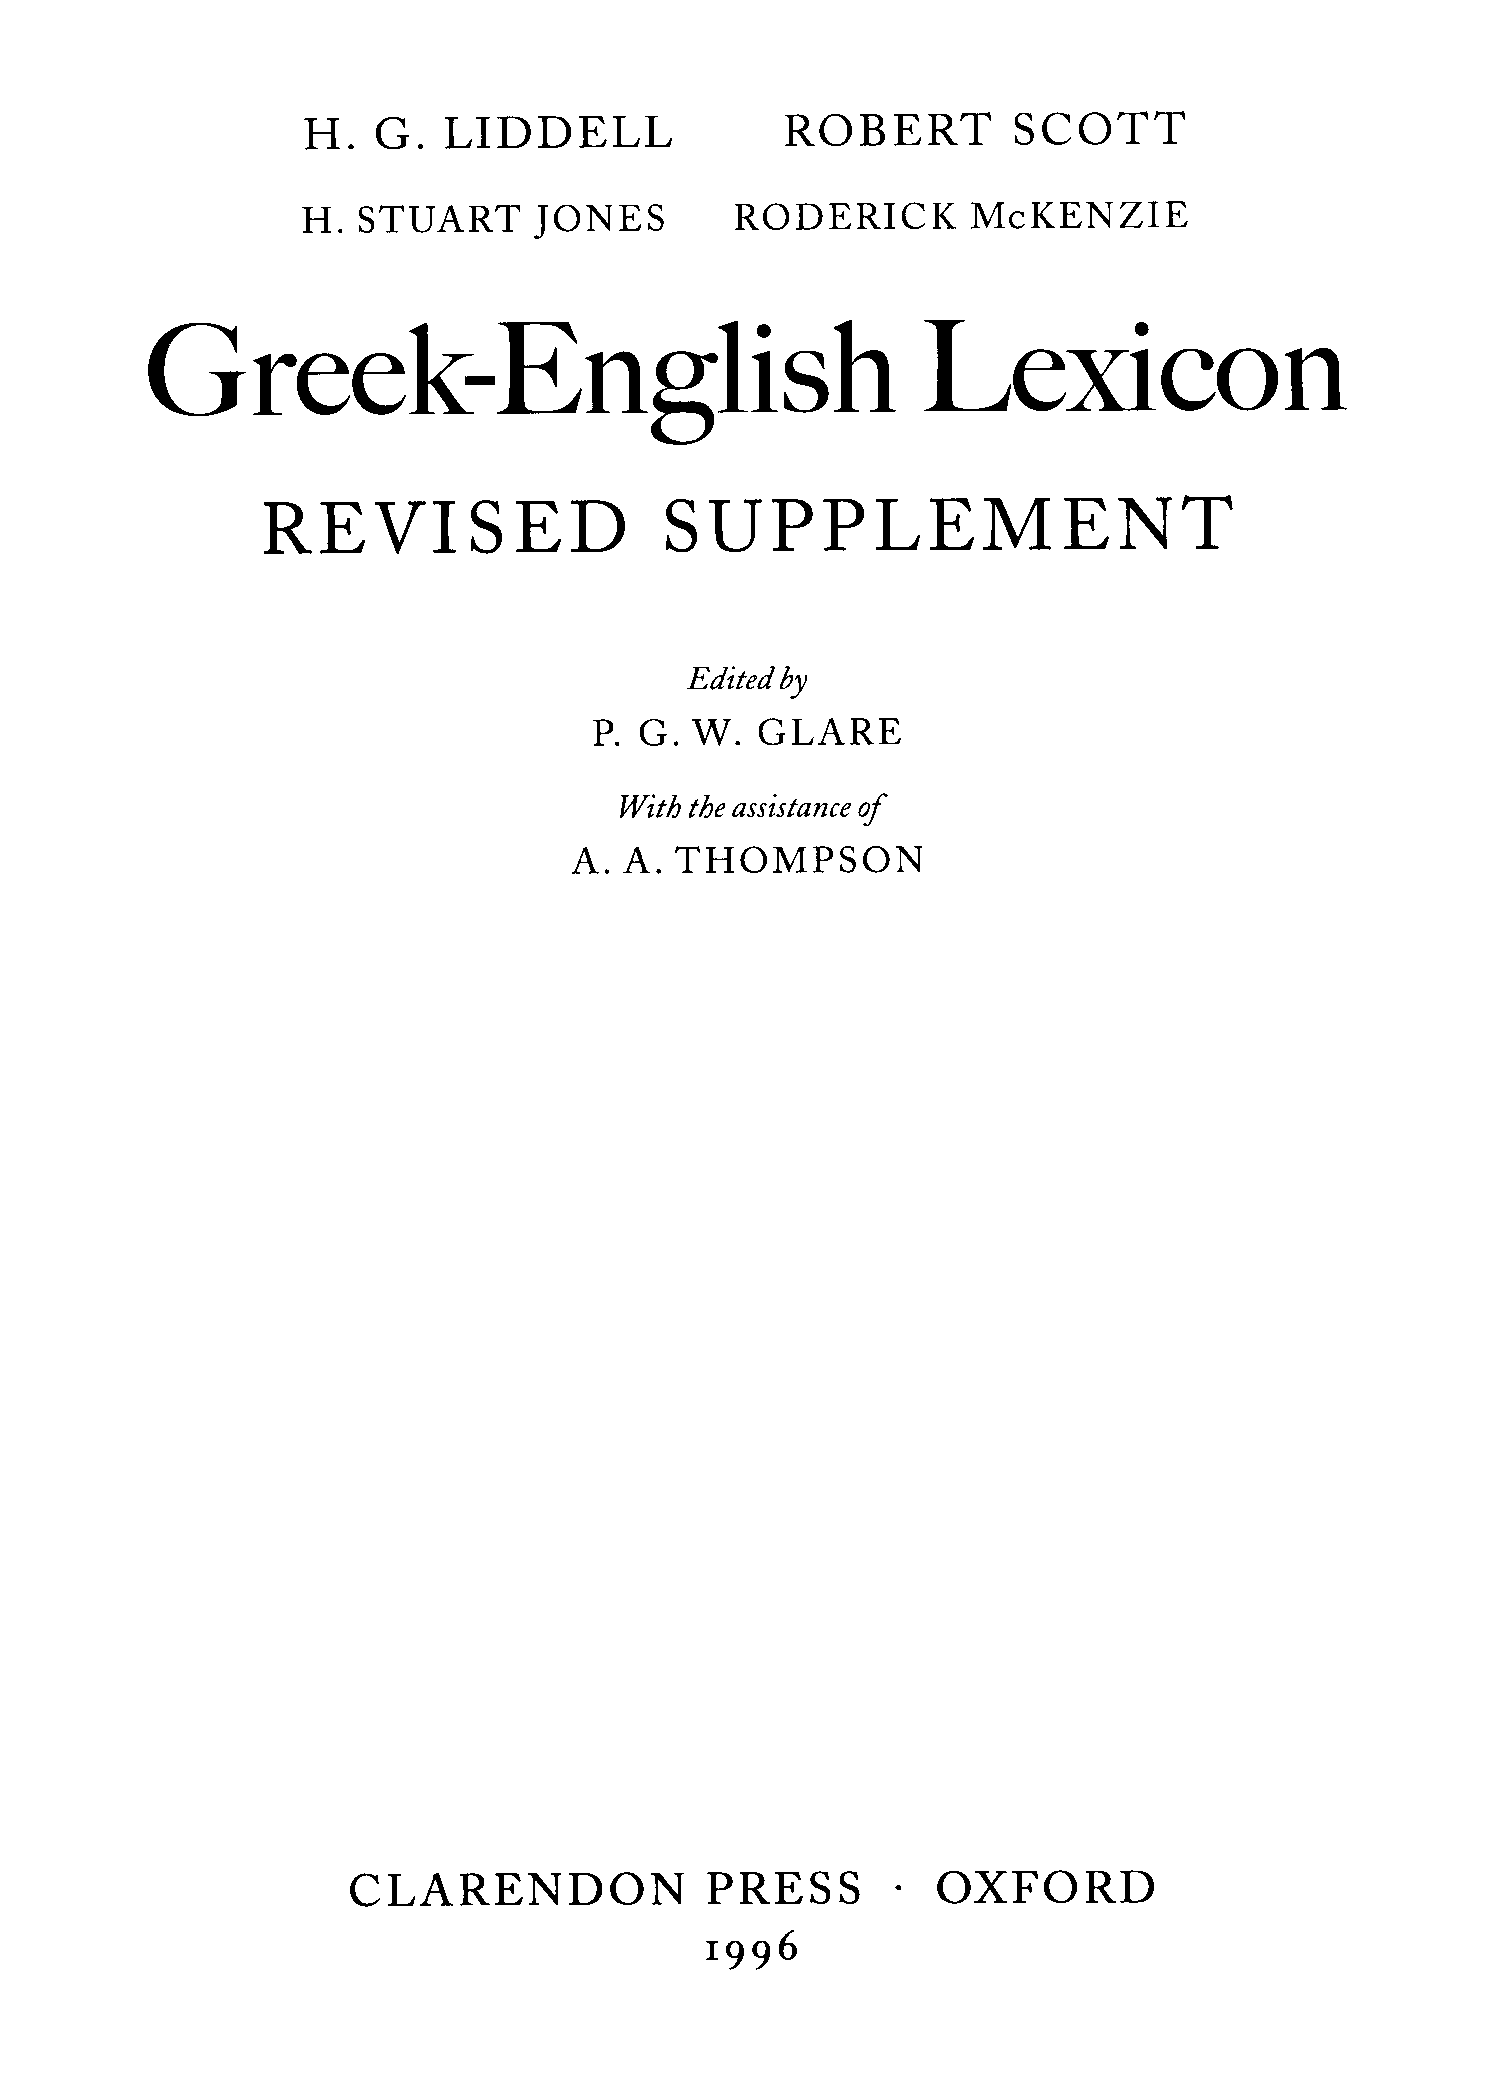 H. G. LIDDELL ROBERT SCOTT
H. STUART JONES RODERICK McKENZIE
Greek-English Lexicon
REVISED SUPPLEMENT
Edited by
P. G. W. GLARE
With the assistance of
A. A. THOMPSON
CLARENDON PRESS · OXFORD
1996